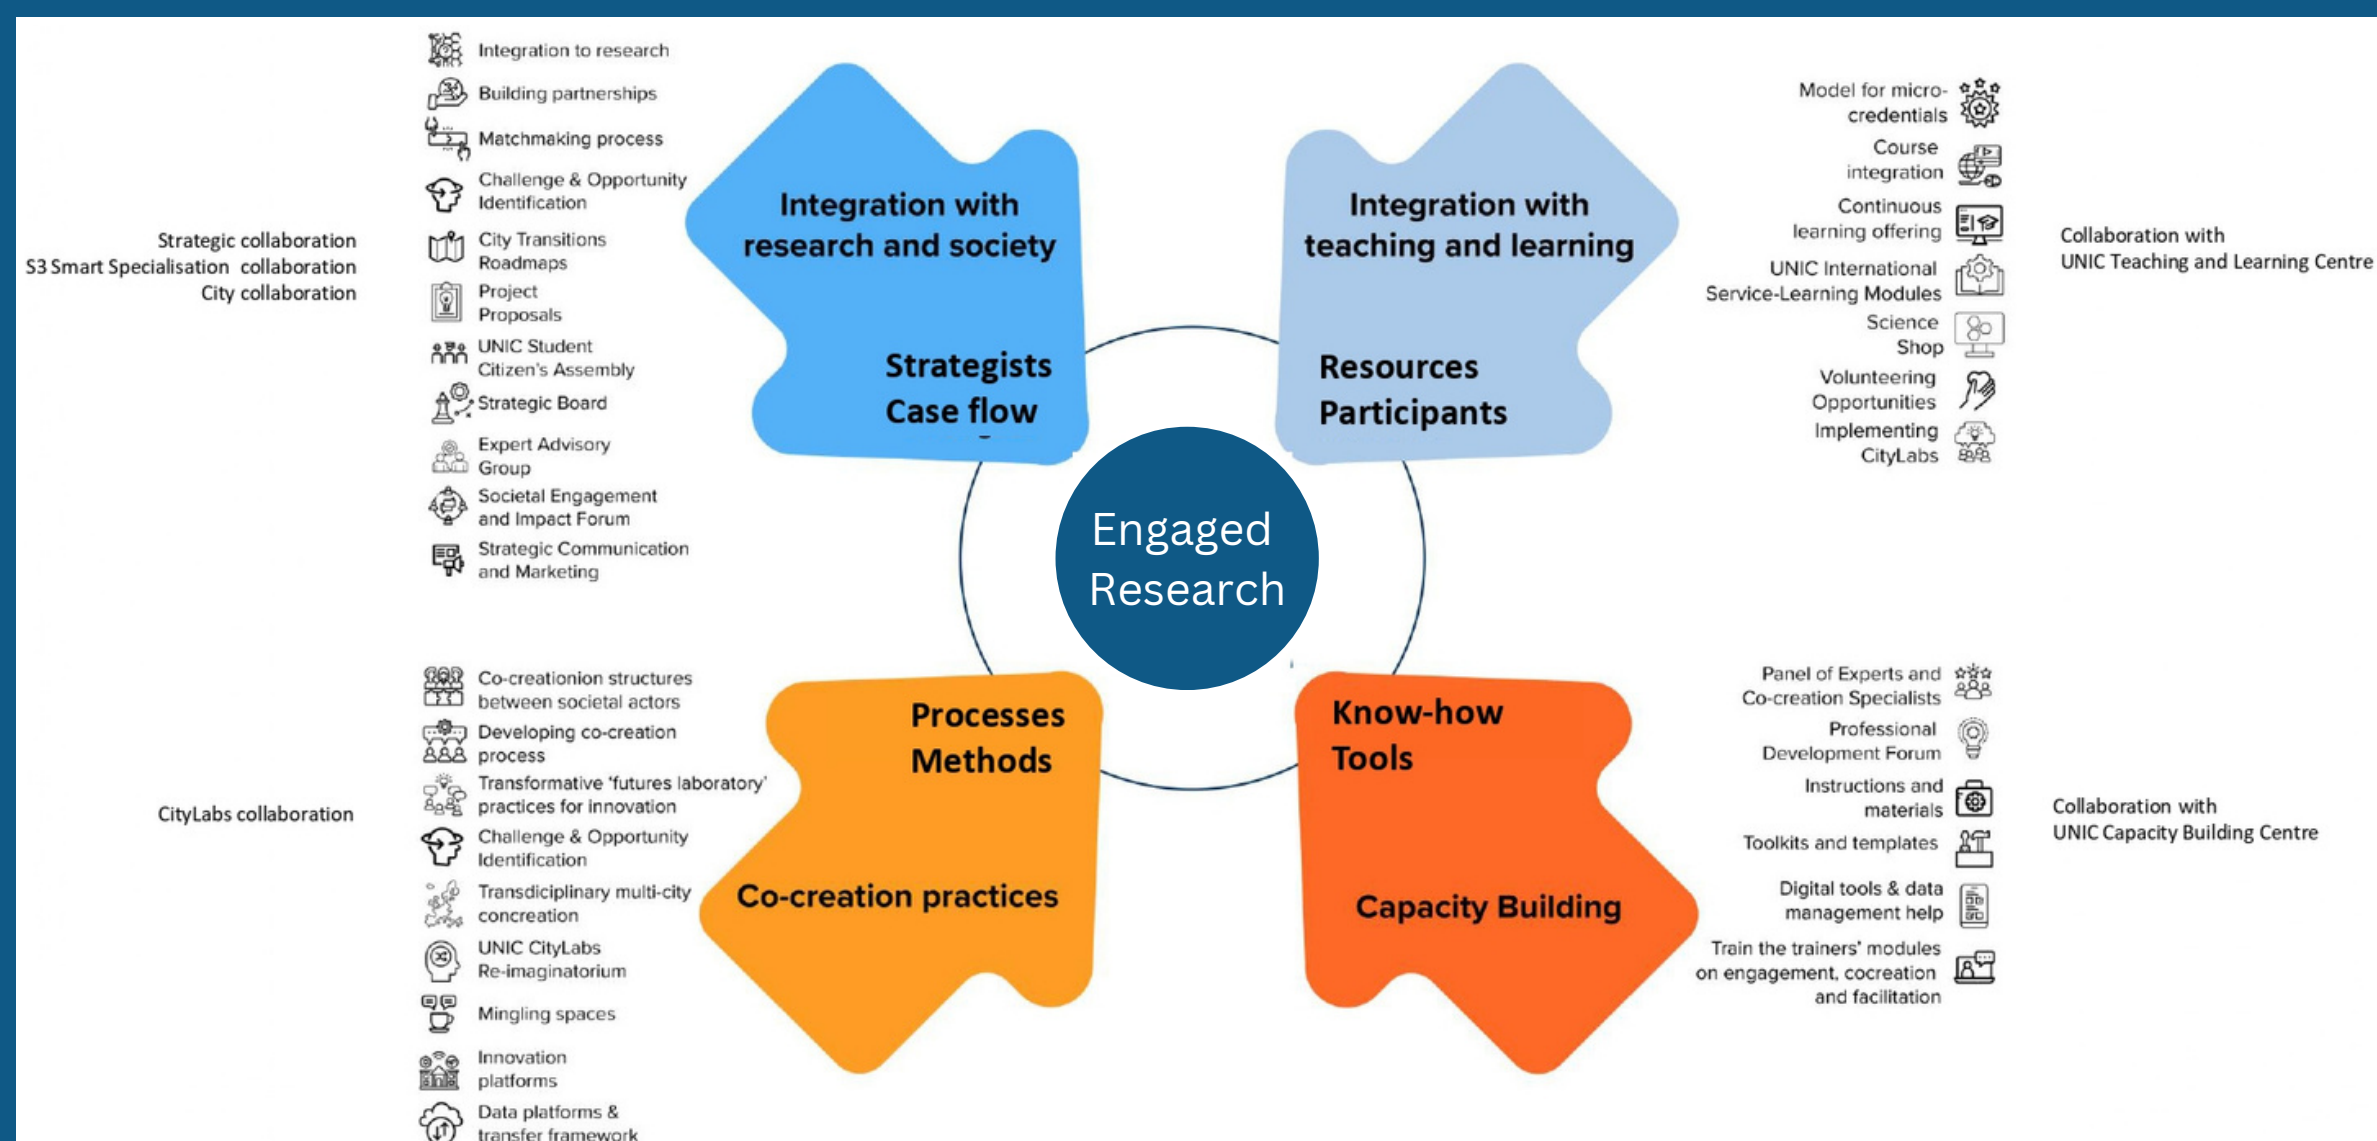 Integration to research
Building partnerships
Matchmaking process
Challenge & Opportunity
Identification
City Transitions
Roadmaps
Project
Proposals
UNIC Student
Citizen's Assembly
Strategic Board
Expert Advisory
Group
Societal Engagement
and Impact Forum
Strategic Communication
and Marketing
Strategic collaboration
S3 Smart Specialisation collaboration
City collaboration
Integration with
research and society
Strategists
Case flow
Integration with
teaching and learning
Resources
Participants
Model for micro-
credentials
Course
integration
Continuous
learning offering
UNIC International
Service-Learning Modules
Science
Shop
Volunteering
Opportunities
Implementing
CityLabs
Collaboration with
UNIC Teaching and Learning Centre
Engaged
Research
CityLabs collaboration
Co-creationion structures
between societal actors
Developing co-creation
process
Transformative 'futures laboratory'
practices for innovation
Challenge & Opportunity
Identification
Transdiciplinary multi-city
concreation
UNIC CityLabs
Re-imaginatorium
Mingling spaces
Innovation
platforms
Data platforms &
transfer framework
Processes
Methods
Co-creation practices
Know-how
Tools
Capacity Building
Panel of Experts and
Co-creation Specialists
Professional
Development Forum
Instructions and
materials
Toolkits and templates
Digital tools & data
management help
Train the trainers' modules
on engagement, cocreation
and facilitation
Collaboration with
UNIC Capacity Building Centre